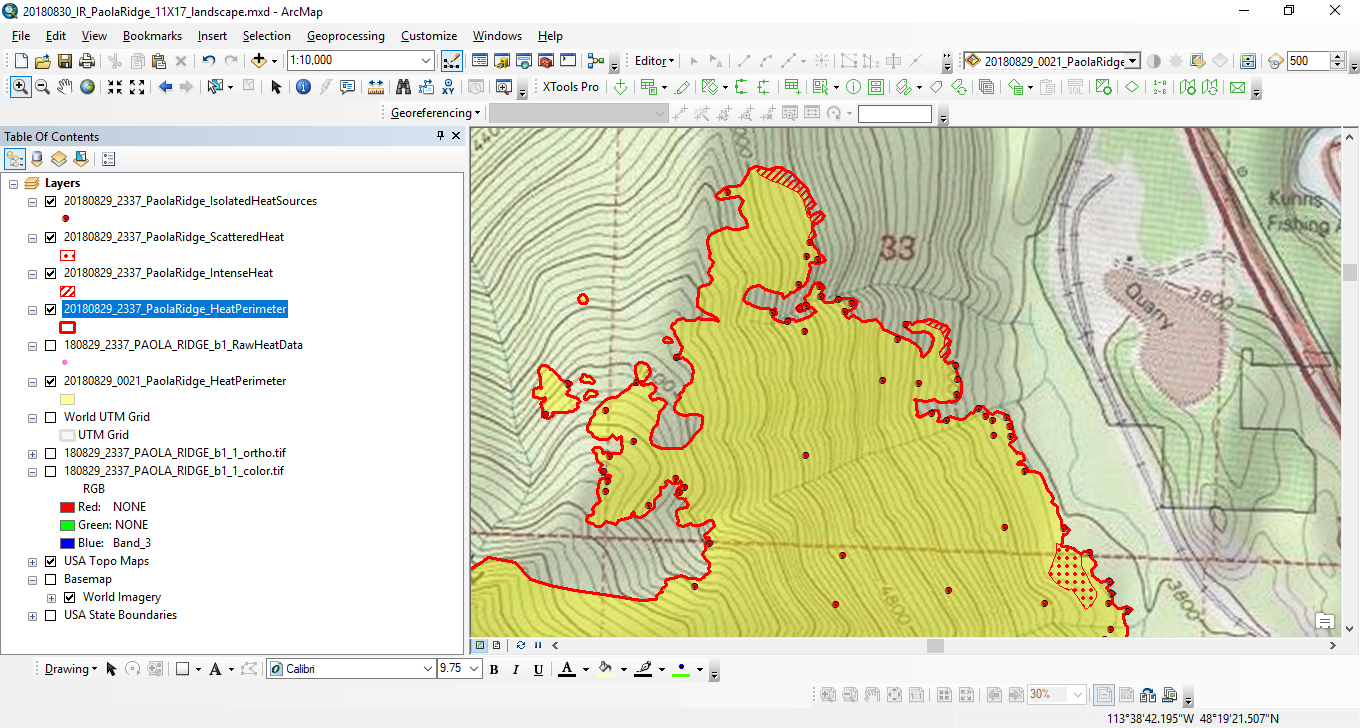 20180830_IR_PaolaRidge_11X17_landscape.mxd - ArcMap
File Edit View Bookmarks Insert Selection Geoprocessing Customize Windows Help
1:10,000
Editor
20180829_0021_PaolaRidge
500
XTools Pro
Georeferencing
Table Of Contents
Layers
20180829_2337_PaolaRidge_IsolatedHeatSources
20180829_2337_PaolaRidge_ScatteredHeat
20180829_2337_PaolaRidge_IntenseHeat
20180829_2337_PaolaRidge_HeatPerimeter
180829_2337_PAOLA_RIDGE_b1_RawHeatData
20180829_0021_PaolaRidge_HeatPerimeter
World UTM Grid
UTM Grid
180829_2337_PAOLA_RIDGE_b1_1_ortho.tif
180829_2337_PAOLA_RIDGE_b1_1_color.tif
RGB
Red: NONE
Green: NONE
Blue: Band_3
USA Topo Maps
Basemap
World Imagery
USA State Boundaries
33
Kunris
Fishing A
Quarry
3800
4800
3800
Drawing
Calibri
9.75
B I U A
30%
113°38'42.195"W 48°19'21.507"N